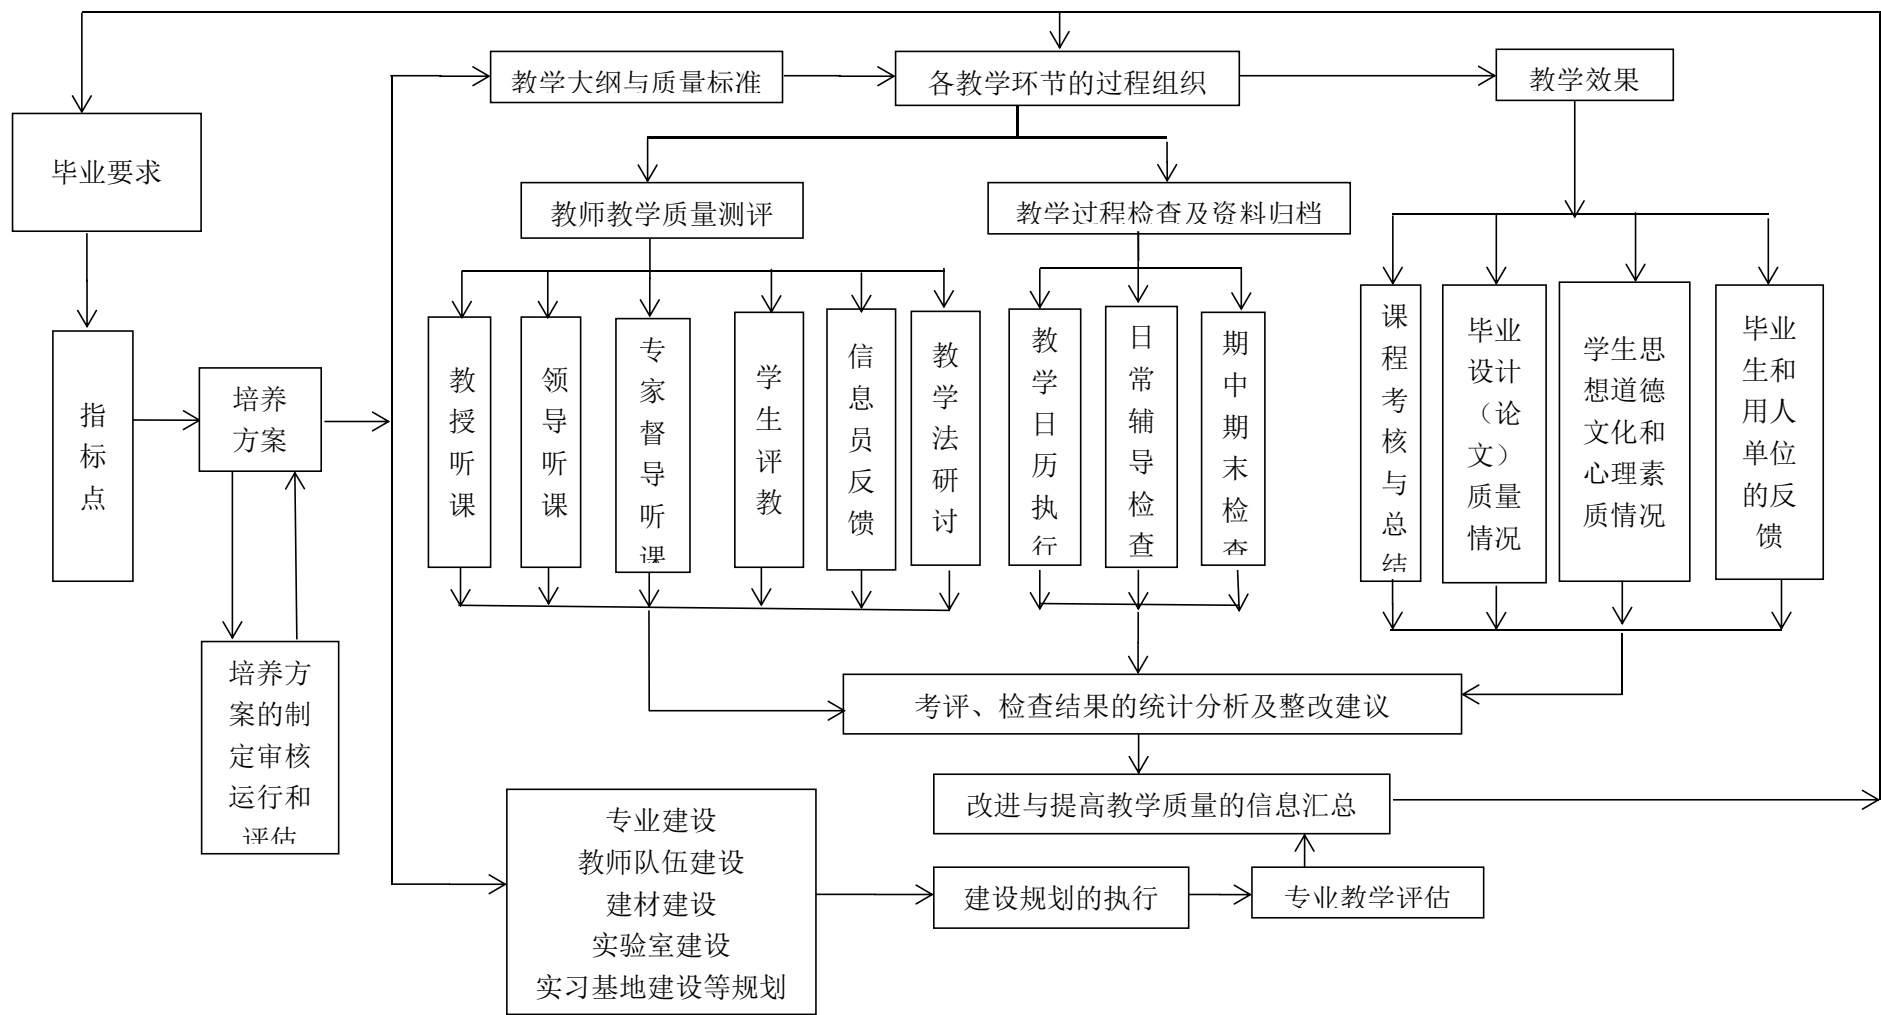 教学大纲与质量标准
各教学环节的过程组织
教学效果
毕业要求
教师教学质量测评
教学过程检查及资料归档
指标点
培养
方案
教授听课
领导听课
专家督导听课
学生评教
信息员反馈
教学法研讨
教学日历执行
日常辅导检查
期中期末检查
课程考核与总结
毕业
设计
（论
文）
质量
情况
学生思
想道德
文化和
心理素
质情况
毕业
生和
用人
单位
的反
馈
培养方
案的制
定审核
运行和
评估
考评、检查结果的统计分析及整改建议
改进与提高教学质量的信息汇总
专业建设
教师队伍建设
建材建设
实验室建设
实习基地建设等规划
建设规划的执行
专业教学评估